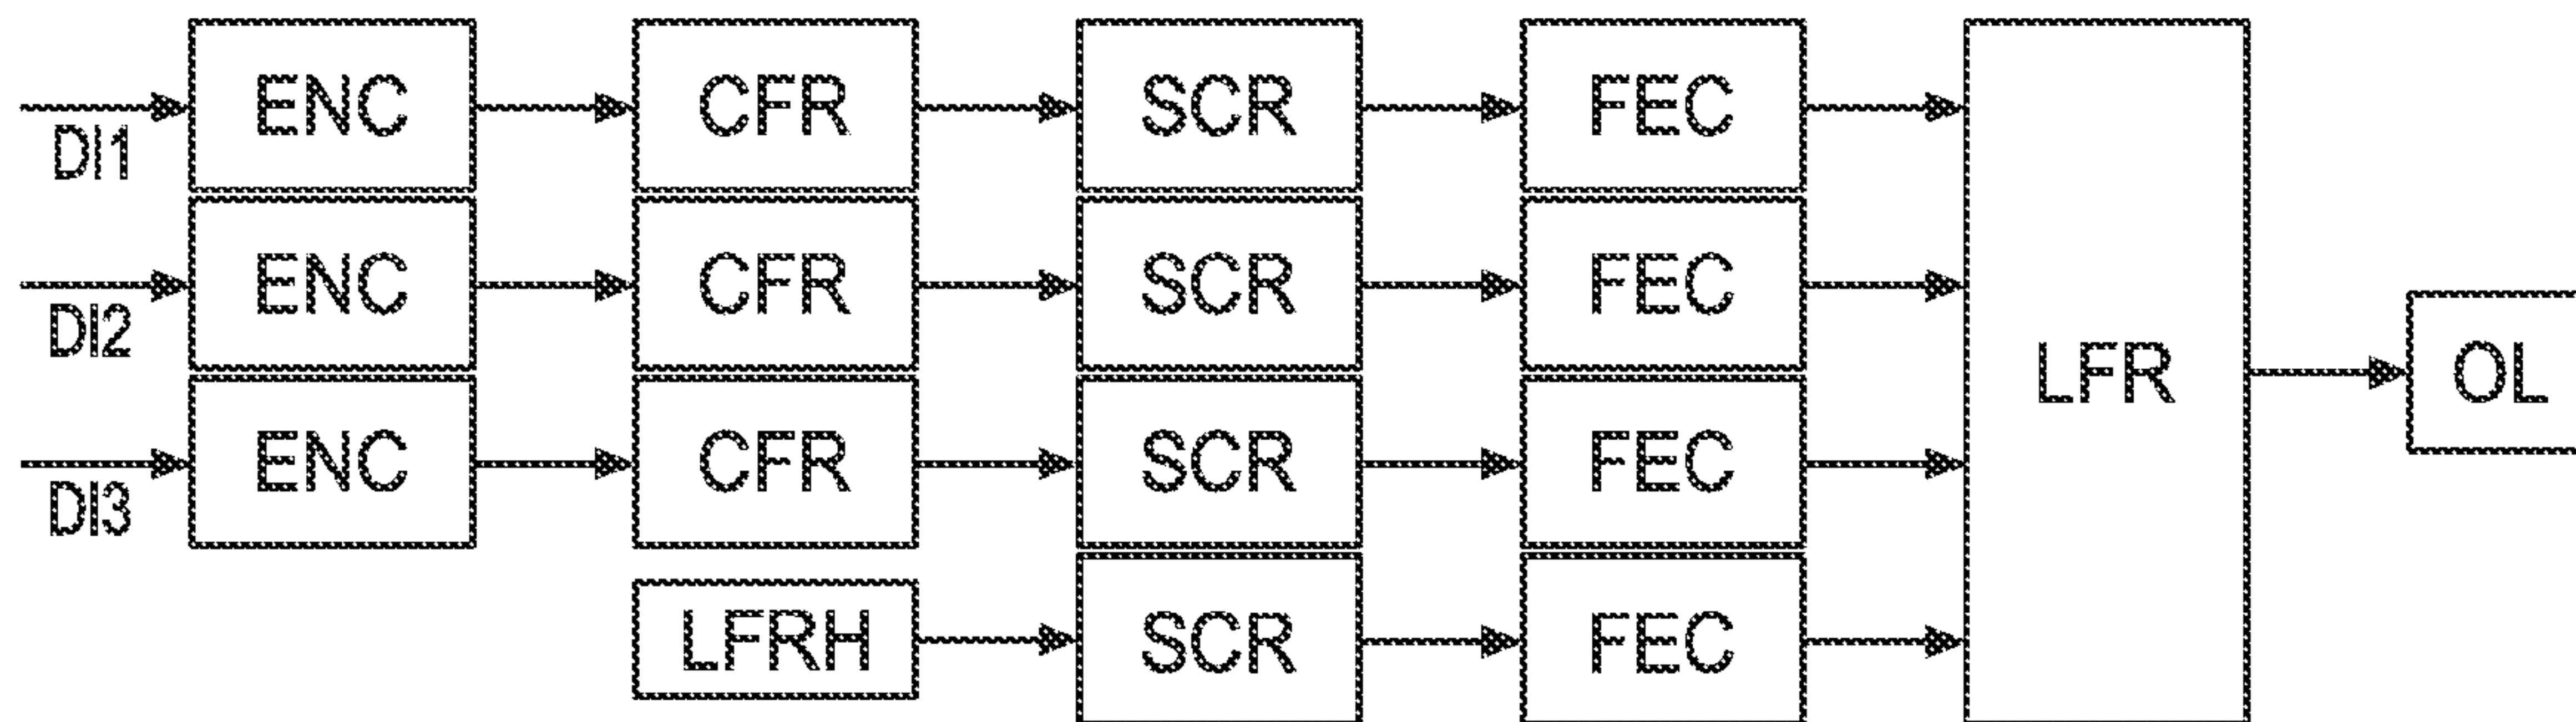 ENC CFR SCR FEC
DI1
ENC CFR SCR FEC
DI2
LFR OL
ENC CFR SCR FEC
DI3
LFRH SCR FEC